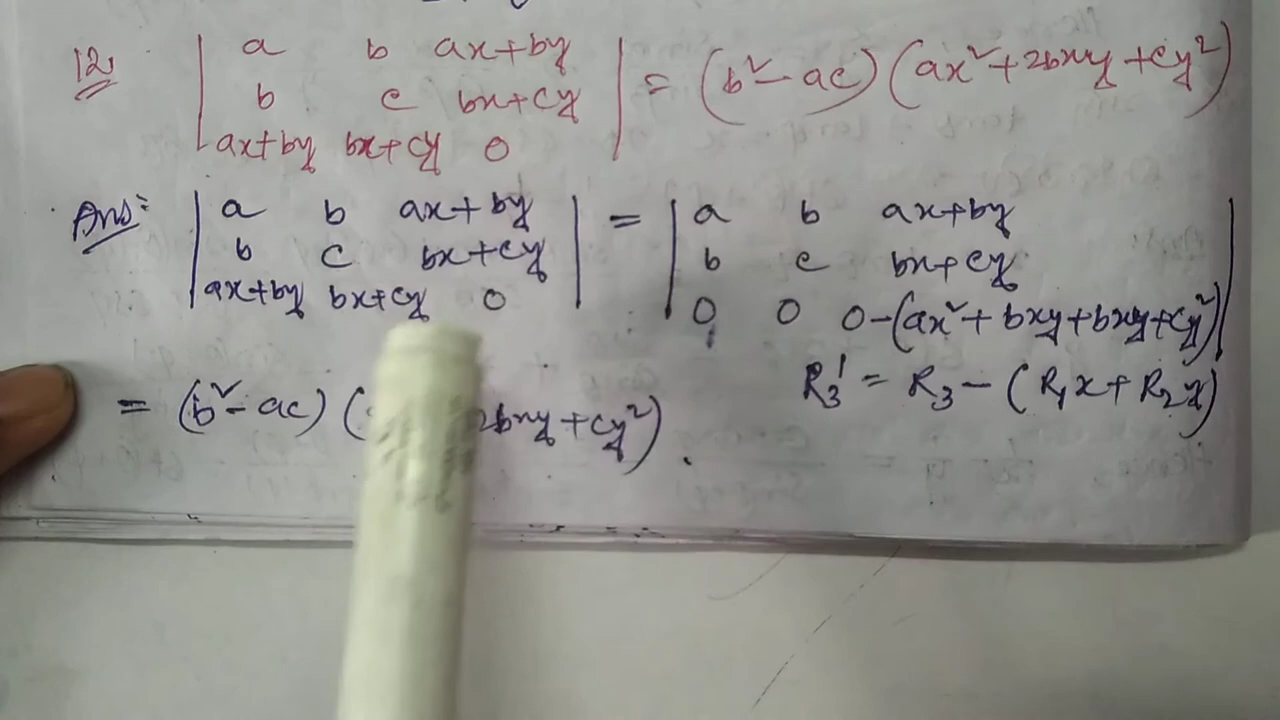 12. | a b ax+by | = (b²-ac)(ax²+2bxy+cy²)
| b c bx+cy |
| ax+by bx+cy 0 |
Ans: | a b ax+by | = | a b ax+by |
| b c bx+cy | | b c bx+cy |
| ax+by bx+cy 0 | | 0 0 0-(ax²+bxy+bxy+cy²) |
R₃' = R₃ - (R₁x + R₂y)
= (b²-ac) ( 2bxy+cy²).